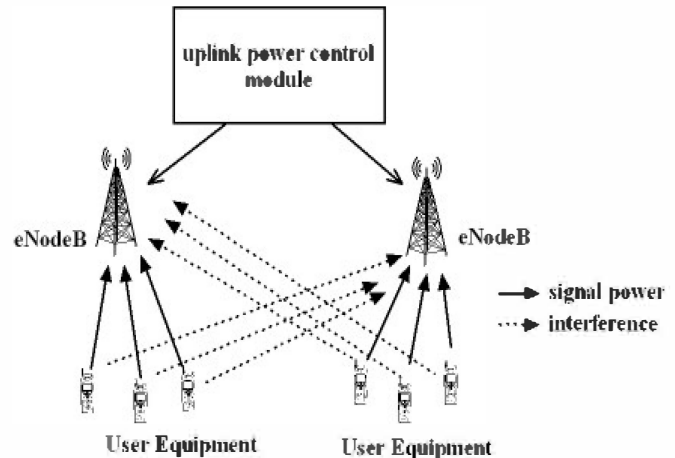 uplink power control
module
eNodeB
eNodeB
signal power
interference
User Equipment
User Equipment